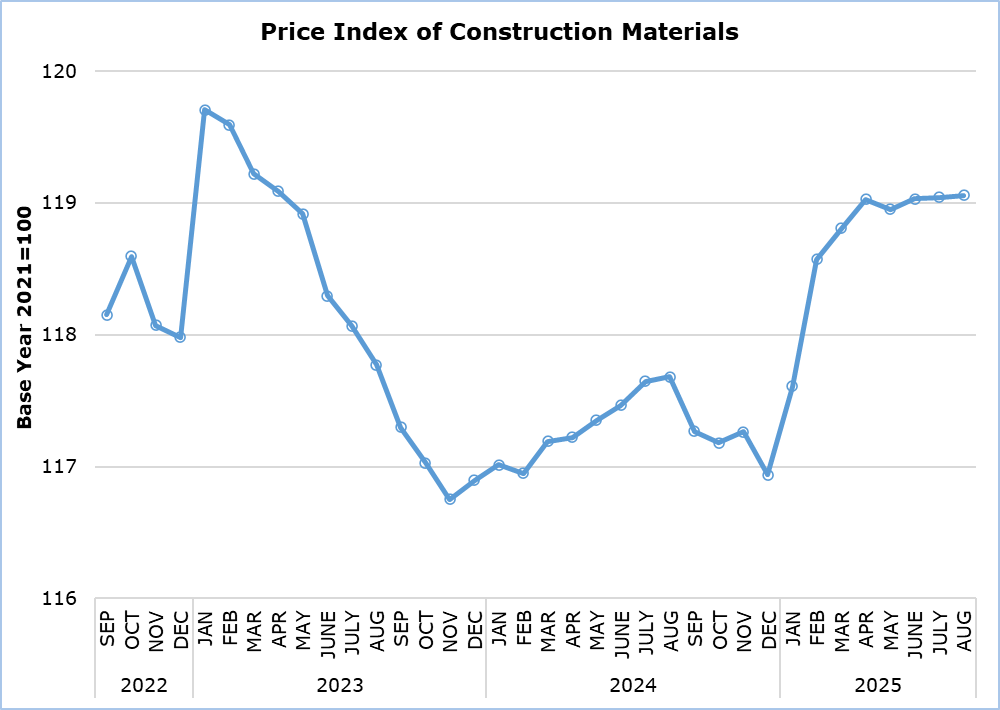 Price Index of Construction Materials
Base Year 2021=100
120
119
118
117
116
SEP OCT NOV DEC JAN FEB MAR APR MAY JUNE JULY AUG SEP OCT NOV DEC JAN FEB MAR APR MAY JUNE JULY AUG SEP OCT NOV DEC JAN FEB MAR APR MAY JUNE JULY AUG
2022 2023 2024 2025